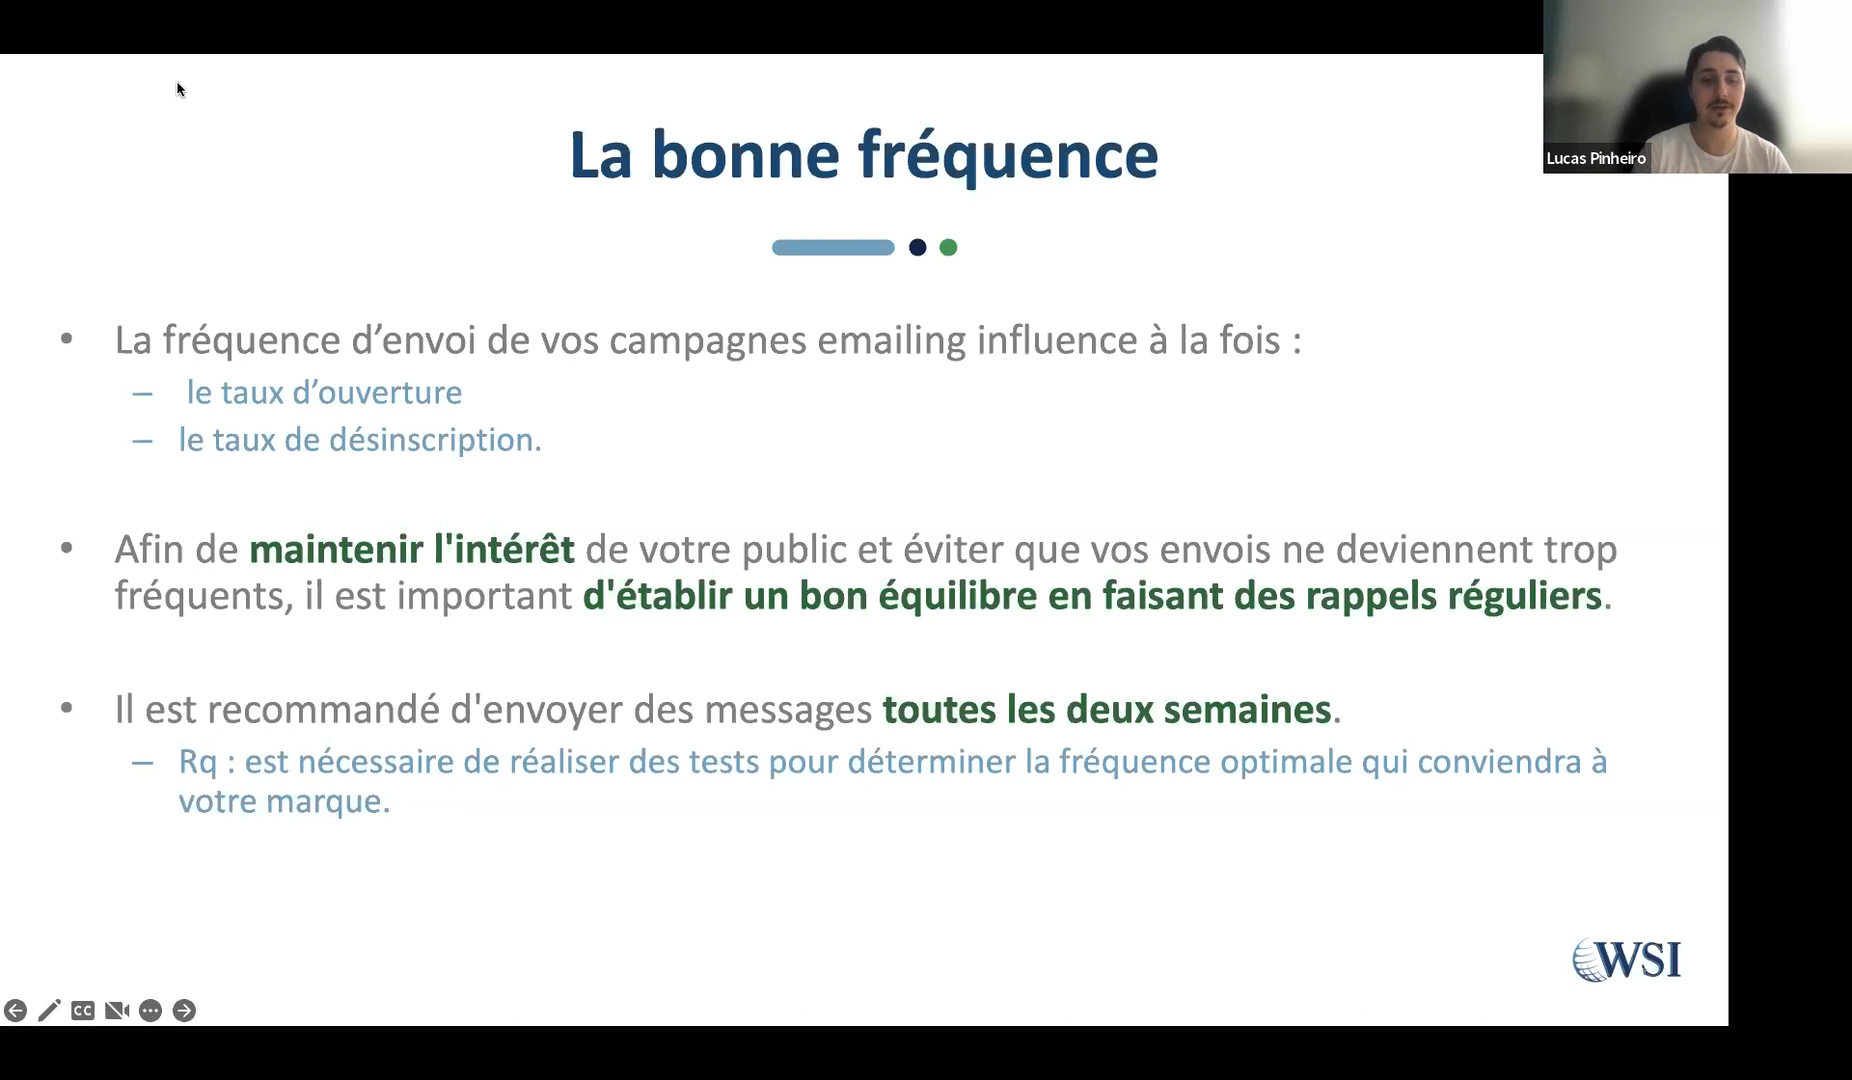 La bonne fréquence
Lucas Pinheiro
• La fréquence d’envoi de vos campagnes emailing influence à la fois :
– le taux d’ouverture
– le taux de désinscription.
• Afin de maintenir l'intérêt de votre public et éviter que vos envois ne deviennent trop
fréquents, il est important d'établir un bon équilibre en faisant des rappels réguliers.
• Il est recommandé d'envoyer des messages toutes les deux semaines.
– Rq : est nécessaire de réaliser des tests pour déterminer la fréquence optimale qui conviendra à
votre marque.
WSI
CC